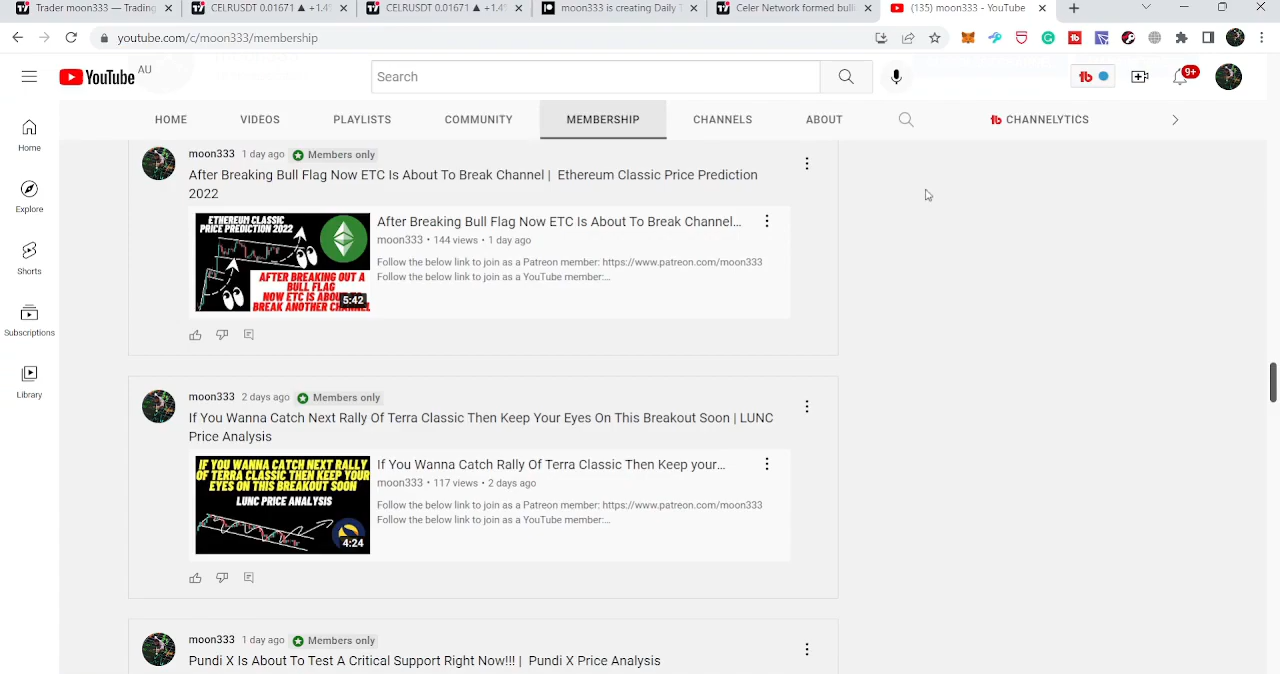 Trader moon333 — Trading
CELRUSDT 0.01671 ▲ +1.4
CELRUSDT 0.01671 ▲ +1.4
moon333 is creating Daily T
Celer Network formed bulli
(135) moon333 - YouTube
youtube.com/c/moon333/membership
YouTube AU
Search
tb
9+
HOME
VIDEOS
PLAYLISTS
COMMUNITY
MEMBERSHIP
CHANNELS
ABOUT
tb CHANNELYTICS
Home
Explore
Shorts
Subscriptions
Library
moon333 1 day ago Members only
After Breaking Bull Flag Now ETC Is About To Break Channel | Ethereum Classic Price Prediction
2022
ETHEREUM CLASSIC
PRICE PREDICTION 2022
AFTER BREAKING OUT A
BULL FLAG
NOW ETC IS ABOUT TO
BREAK ANOTHER CHANNEL
5:42
After Breaking Bull Flag Now ETC Is About To Break Channel...
moon333 • 144 views • 1 day ago
Follow the below link to join as a Patreon member: https://www.patreon.com/moon333
Follow the below link to join as a YouTube member:...
moon333 2 days ago Members only
If You Wanna Catch Next Rally Of Terra Classic Then Keep Your Eyes On This Breakout Soon | LUNC
Price Analysis
IF YOU WANNA CATCH NEXT RALLY
OF TERRA CLASSIC THEN KEEP YOUR
EYES ON THIS BREAKOUT SOON
LUNC PRICE ANALYSIS
4:24
If You Wanna Catch Rally Of Terra Classic Then Keep your...
moon333 • 117 views • 2 days ago
Follow the below link to join as a Patreon member: https://www.patreon.com/moon333
Follow the below link to join as a YouTube member:...
moon333 1 day ago Members only
Pundi X Is About To Test A Critical Support Right Now!!! | Pundi X Price Analysis